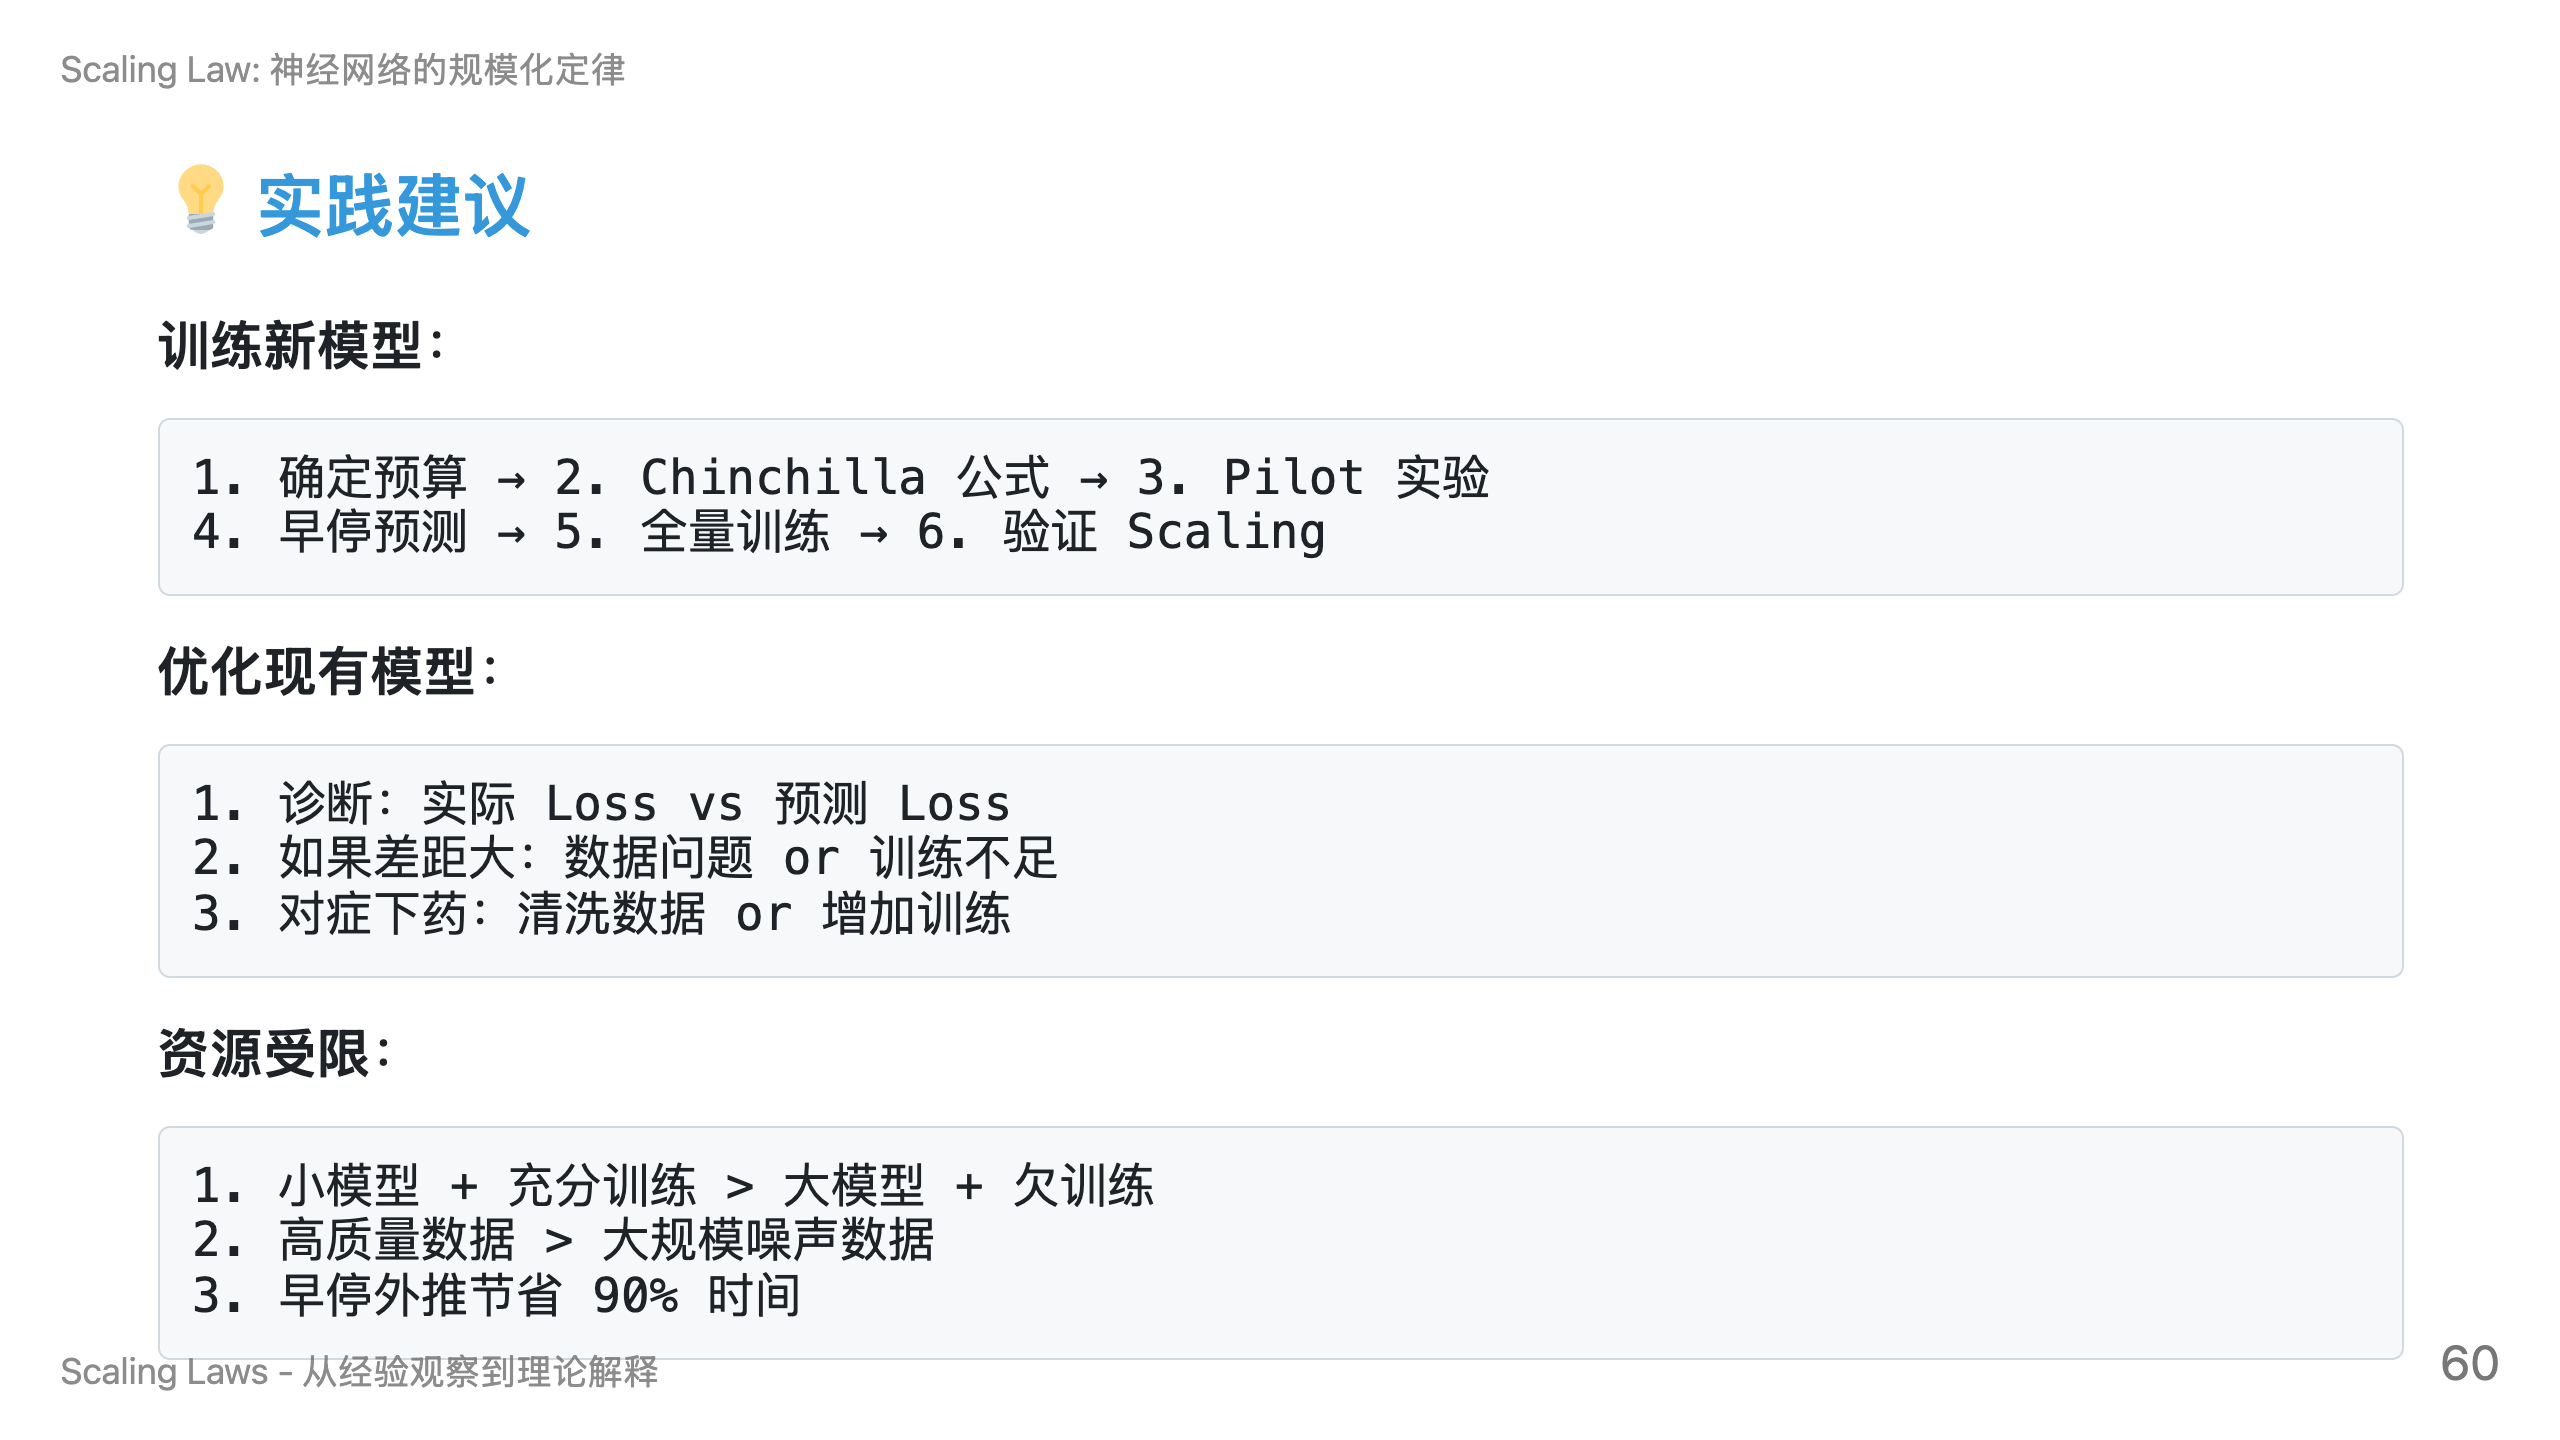 Scaling Law: 神经网络的规模化定律
💡 实践建议
训练新模型：
1. 确定预算 → 2. Chinchilla 公式 → 3. Pilot 实验
4. 早停预测 → 5. 全量训练 → 6. 验证 Scaling
优化现有模型：
1. 诊断：实际 Loss vs 预测 Loss
2. 如果差距大：数据问题 or 训练不足
3. 对症下药：清洗数据 or 增加训练
资源受限：
1. 小模型 + 充分训练 > 大模型 + 欠训练
2. 高质量数据 > 大规模噪声数据
3. 早停外推节省 90% 时间
Scaling Laws - 从经验观察到理论解释
60